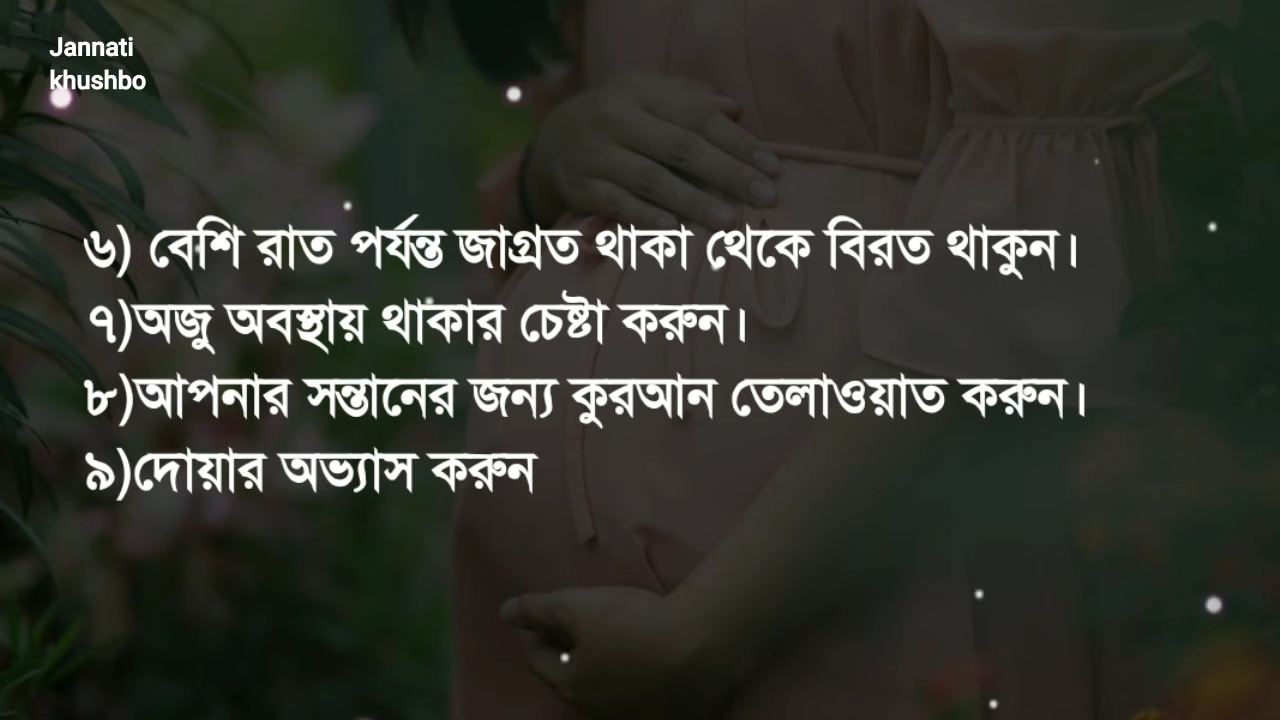 Jannati
khushbo
৬) বেশি রাত পর্যন্ত জাগ্রত থাকা থেকে বিরত থাকুন।
৭)অজু অবস্থায় থাকার চেষ্টা করুন।
৮)আপনার সন্তানের জন্য কুরআন তেলাওয়াত করুন।
৯)দোয়ার অভ্যাস করুন